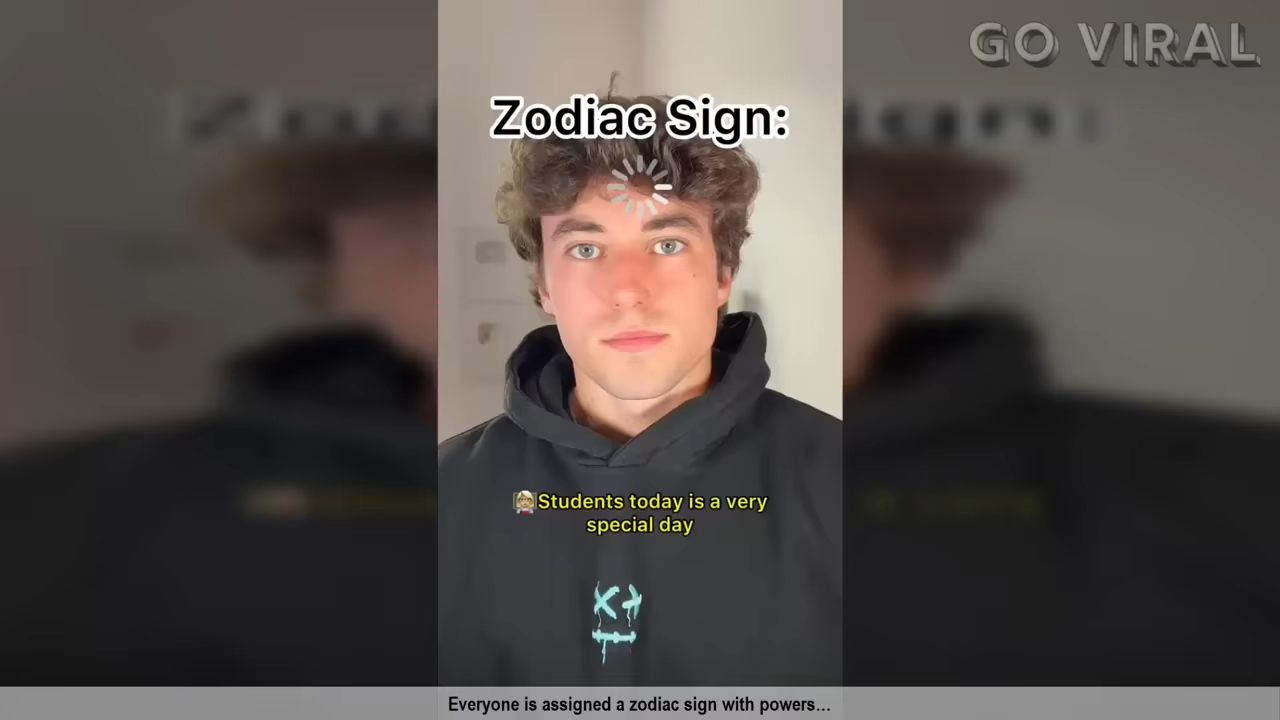 GO VIRAL
Zodiac Sign:
Students today is a very
special day
Everyone is assigned a zodiac sign with powers...